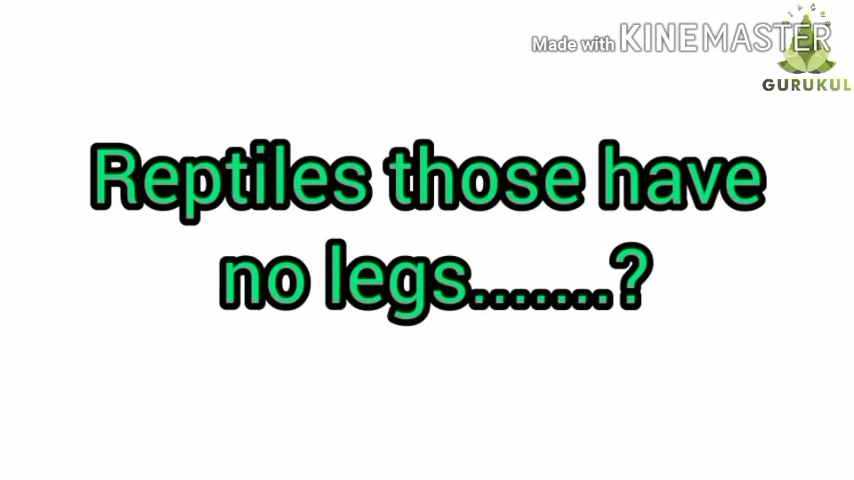 Made with KINEMASTER
GURUKUL
Reptiles those have
no legs.......?